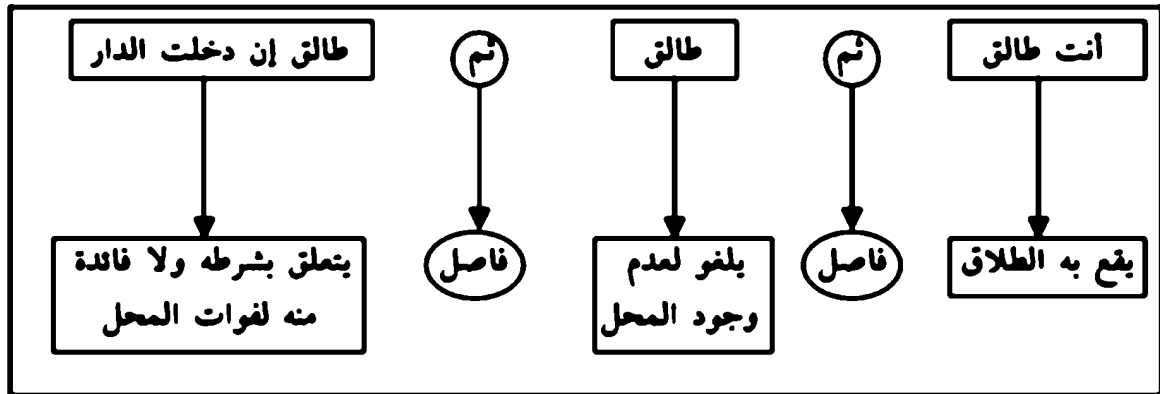 أنت طالق
ثم
طالق
ثم
طالق إن دخلت الدار
يقع به الطلاق
فاصل
يلغو لعدم
وجود المحل
فاصل
يتعلق بشرطه ولا فائدة
منه لفوات المحل